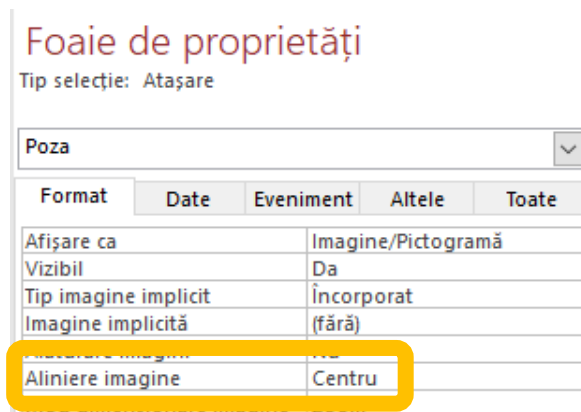 Foaie de proprietăți
Tip selecție: Atașare
Poza
Format Date Eveniment Altele Toate
Afișare ca Imagine/Pictogramă
Vizibil Da
Tip imagine implicit Încorporat
Imagine implicită (fără)
Aliniere imagine Centru